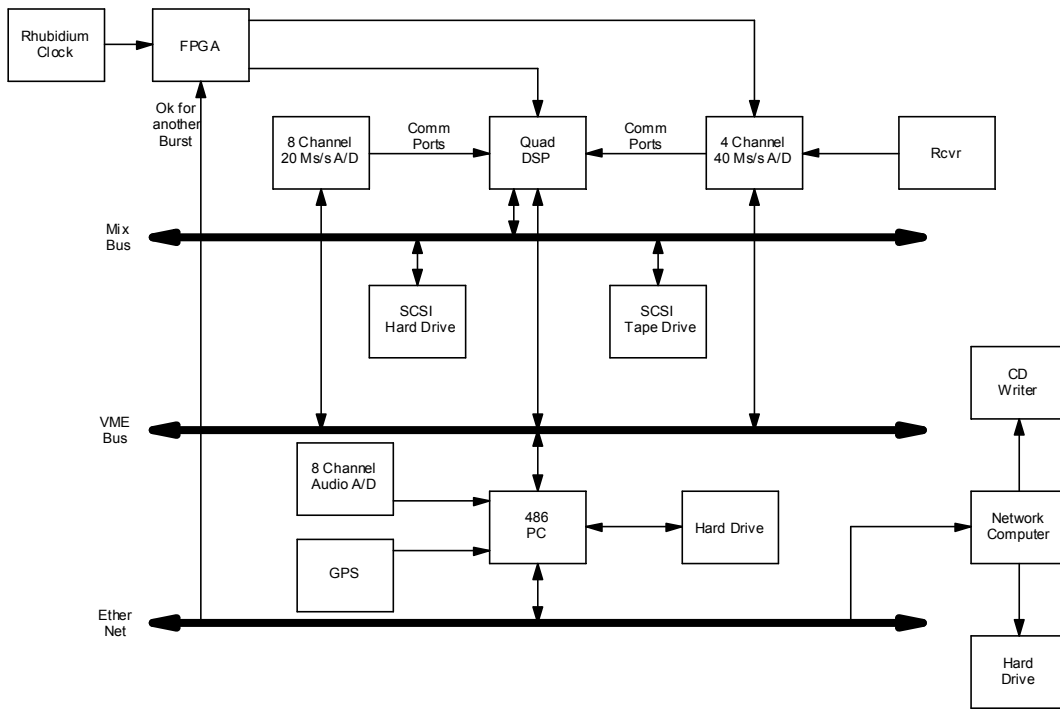 Rhubidium
Clock
FPGA
Ok for
another
Burst
8 Channel
20 Ms/s A/D
Comm
Ports
Quad
DSP
Comm
Ports
4 Channel
40 Ms/s A/D
Rcvr
Mix
Bus
SCSI
Hard Drive
SCSI
Tape Drive
CD
Writer
VME
Bus
8 Channel
Audio A/D
486
PC
Hard Drive
Network
Computer
GPS
Ether
Net
Hard
Drive